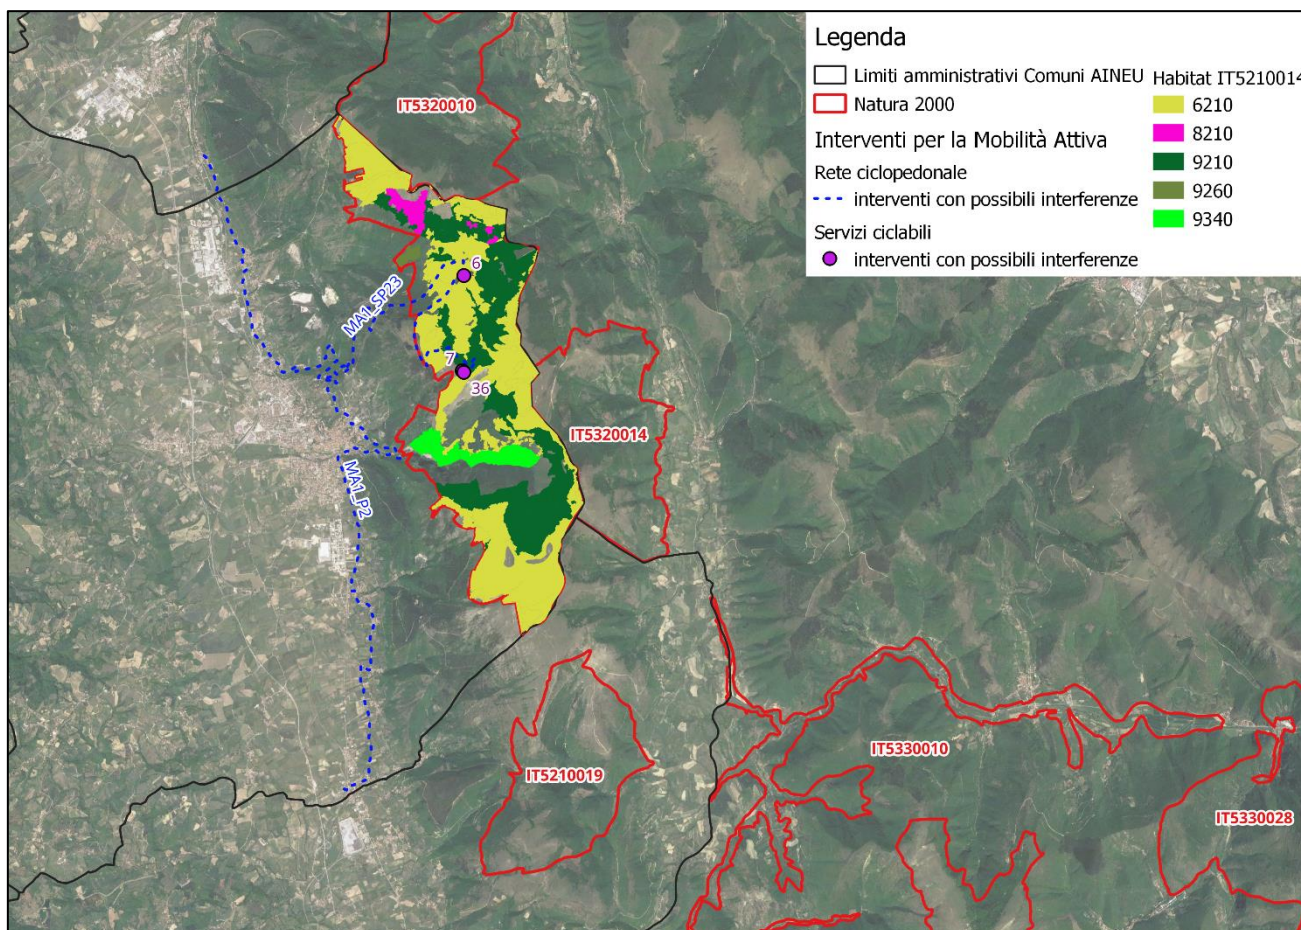 Legenda
Limiti amministrativi Comuni AINEU
Natura 2000
Interventi per la Mobilità Attiva
Rete ciclopedonale
interventi con possibili interferenze
Servizi ciclabili
interventi con possibili interferenze
Habitat IT5210014
6210
8210
9210
9260
9340
IT5320010
6
MA1_SP23
7
36
IT5320014
MA1_P2
IT5330010
IT5210019
IT5330028